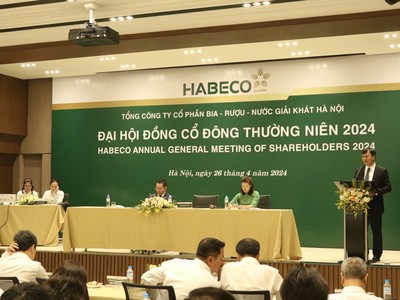 HABECO
TỔNG CÔNG TY CỔ PHẦN BIA - RƯỢU - NƯỚC GIẢI KHÁT HÀ NỘI
ĐẠI HỘI ĐỒNG CỔ ĐÔNG THƯỜNG NIÊN 2024
HABECO ANNUAL GENERAL MEETING OF SHAREHOLDERS 2024
Hà Nội, ngày 26 tháng 4 năm 2024